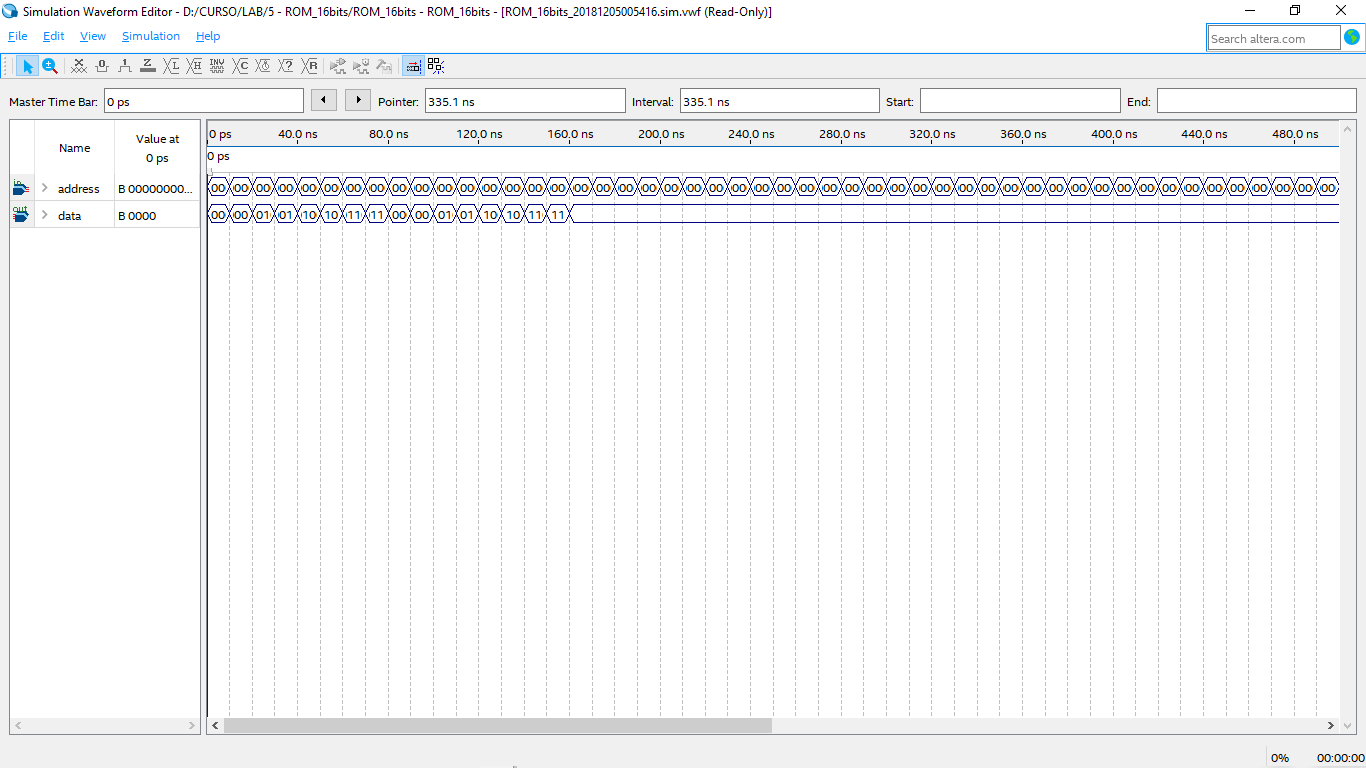 Simulation Waveform Editor - D:/CURSO/LAB/5 - ROM_16bits/ROM_16bits - ROM_16bits - [ROM_16bits_20181205005416.sim.vwf (Read-Only)]
File Edit View Simulation Help
Search altera.com
Master Time Bar: 0 ps Pointer: 335.1 ns Interval: 335.1 ns Start: End:
Name Value at 0 ps
0 ps 40.0 ns 80.0 ns 120.0 ns 160.0 ns 200.0 ns 240.0 ns 280.0 ns 320.0 ns 360.0 ns 400.0 ns 440.0 ns 480.0 ns
0 ps
address B 00000000... 00 00 00 00 00 00 00 00 00 00 00 00 00 00 00 00 00 00 00 00 00 00 00 00 00 00 00 00 00 00 00 00 00 00 00 00 00 00 00 00 00 00 00 00 00 00 00 00 00 00
data B 0000 00 00 01 01 10 10 11 11 00 00 01 01 10 10 11 11
0% 00:00:00